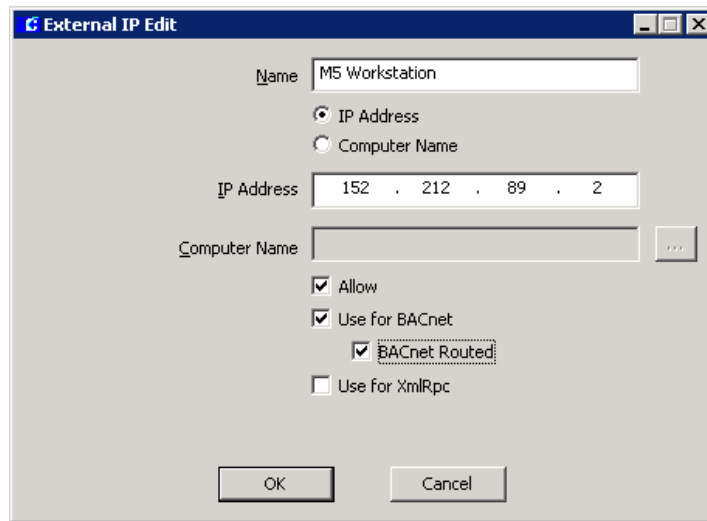 External IP Edit
Name M5 Workstation
IP Address
Computer Name
IP Address 152 . 212 . 89 . 2
Computer Name ...
Allow
Use for BACnet
BACnet Routed
Use for XmlRpc
OK Cancel